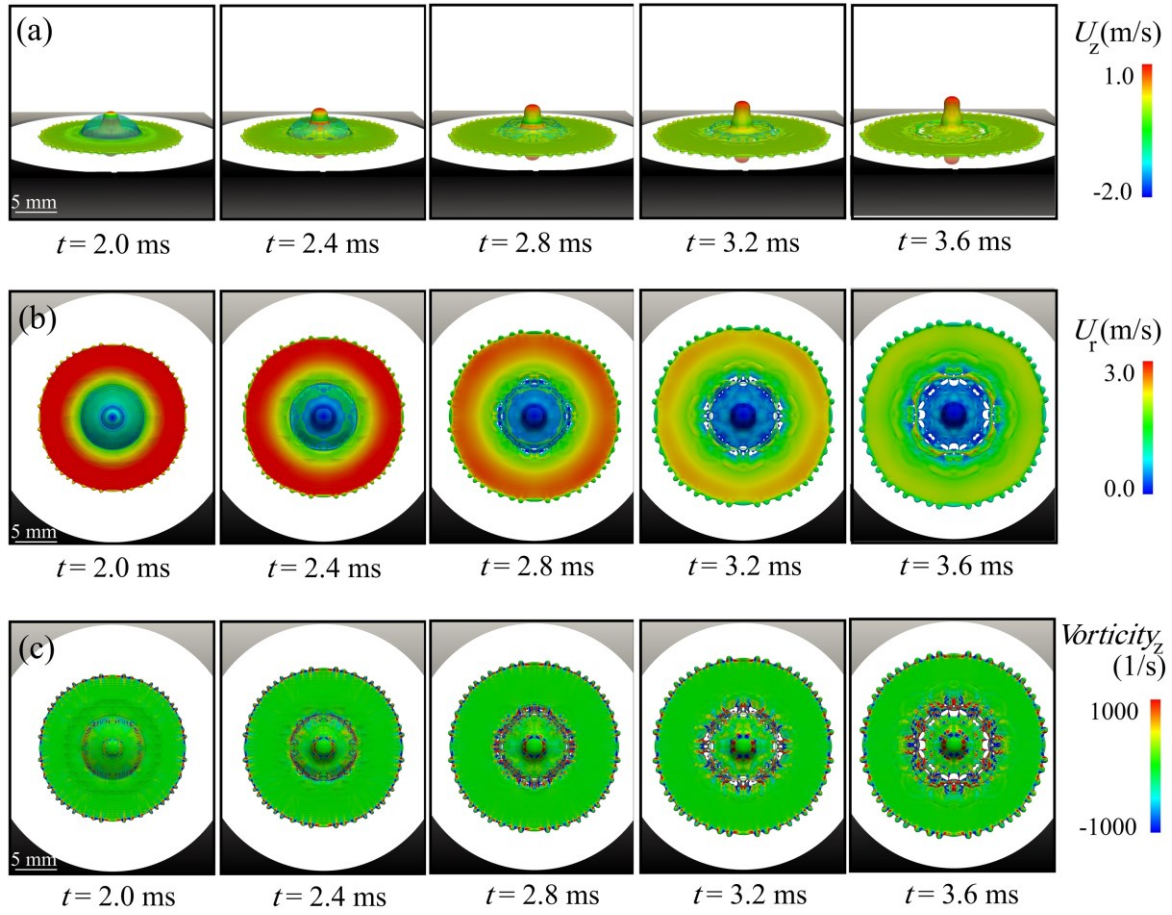 (a)
U_z(m/s)
1.0
-2.0
5 mm
t = 2.0 ms t = 2.4 ms t = 2.8 ms t = 3.2 ms t = 3.6 ms
(b)
U_r(m/s)
3.0
0.0
5 mm
t = 2.0 ms t = 2.4 ms t = 2.8 ms t = 3.2 ms t = 3.6 ms
(c)
Vorticity_z
(1/s)
1000
-1000
5 mm
t = 2.0 ms t = 2.4 ms t = 2.8 ms t = 3.2 ms t = 3.6 ms